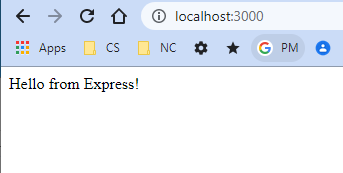 localhost:3000
Apps CS NC PM
Hello from Express!